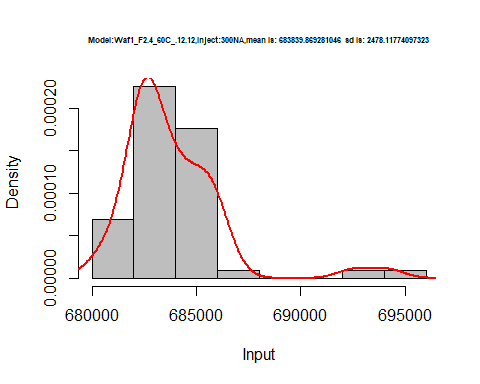 Model:Waf1_F2.4_60C_.12.12,Inject:300NA,mean is: 683839.869281046 sd is: 2478.11774097323
Density
0.00020
0.00010
0.00000
680000 685000 690000 695000
Input